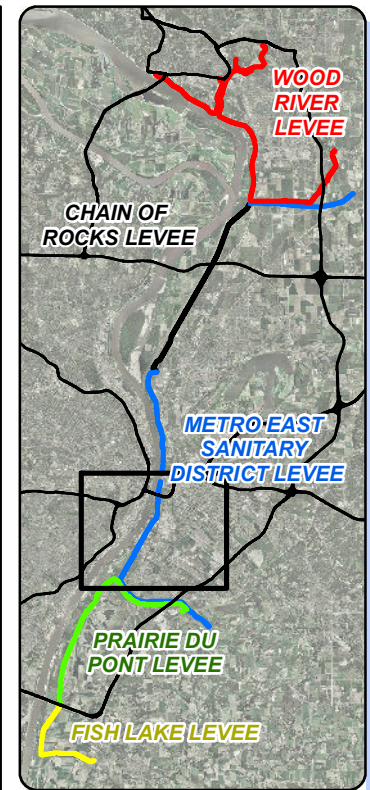 WOOD
RIVER
LEVEE
CHAIN OF
ROCKS LEVEE
METRO EAST
SANITARY
DISTRICT LEVEE
PRAIRIE DU
PONT LEVEE
FISH LAKE LEVEE